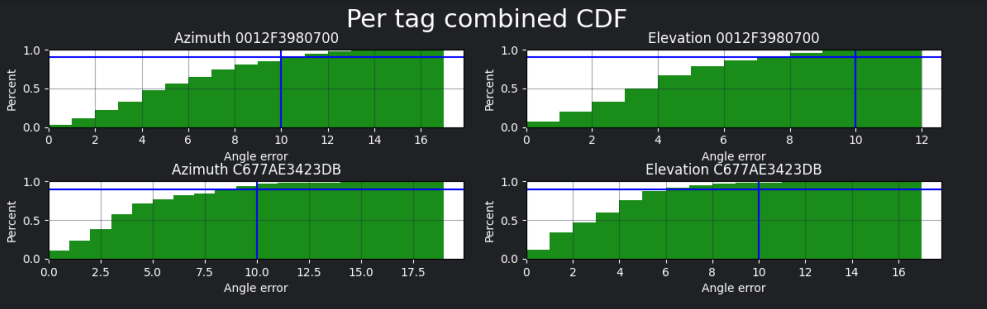 Per tag combined CDF
Azimuth 0012F3980700
Percent
1.0
0.5
0.0
0 2 4 6 8 10 12 14 16
Angle error
Elevation 0012F3980700
Percent
1.0
0.5
0.0
0 2 4 6 8 10 12
Angle error
Azimuth C677AE3423DB
Percent
1.0
0.5
0.0
0.0 2.5 5.0 7.5 10.0 12.5 15.0 17.5
Angle error
Elevation C677AE3423DB
Percent
1.0
0.5
0.0
0 2 4 6 8 10 12 14 16
Angle error